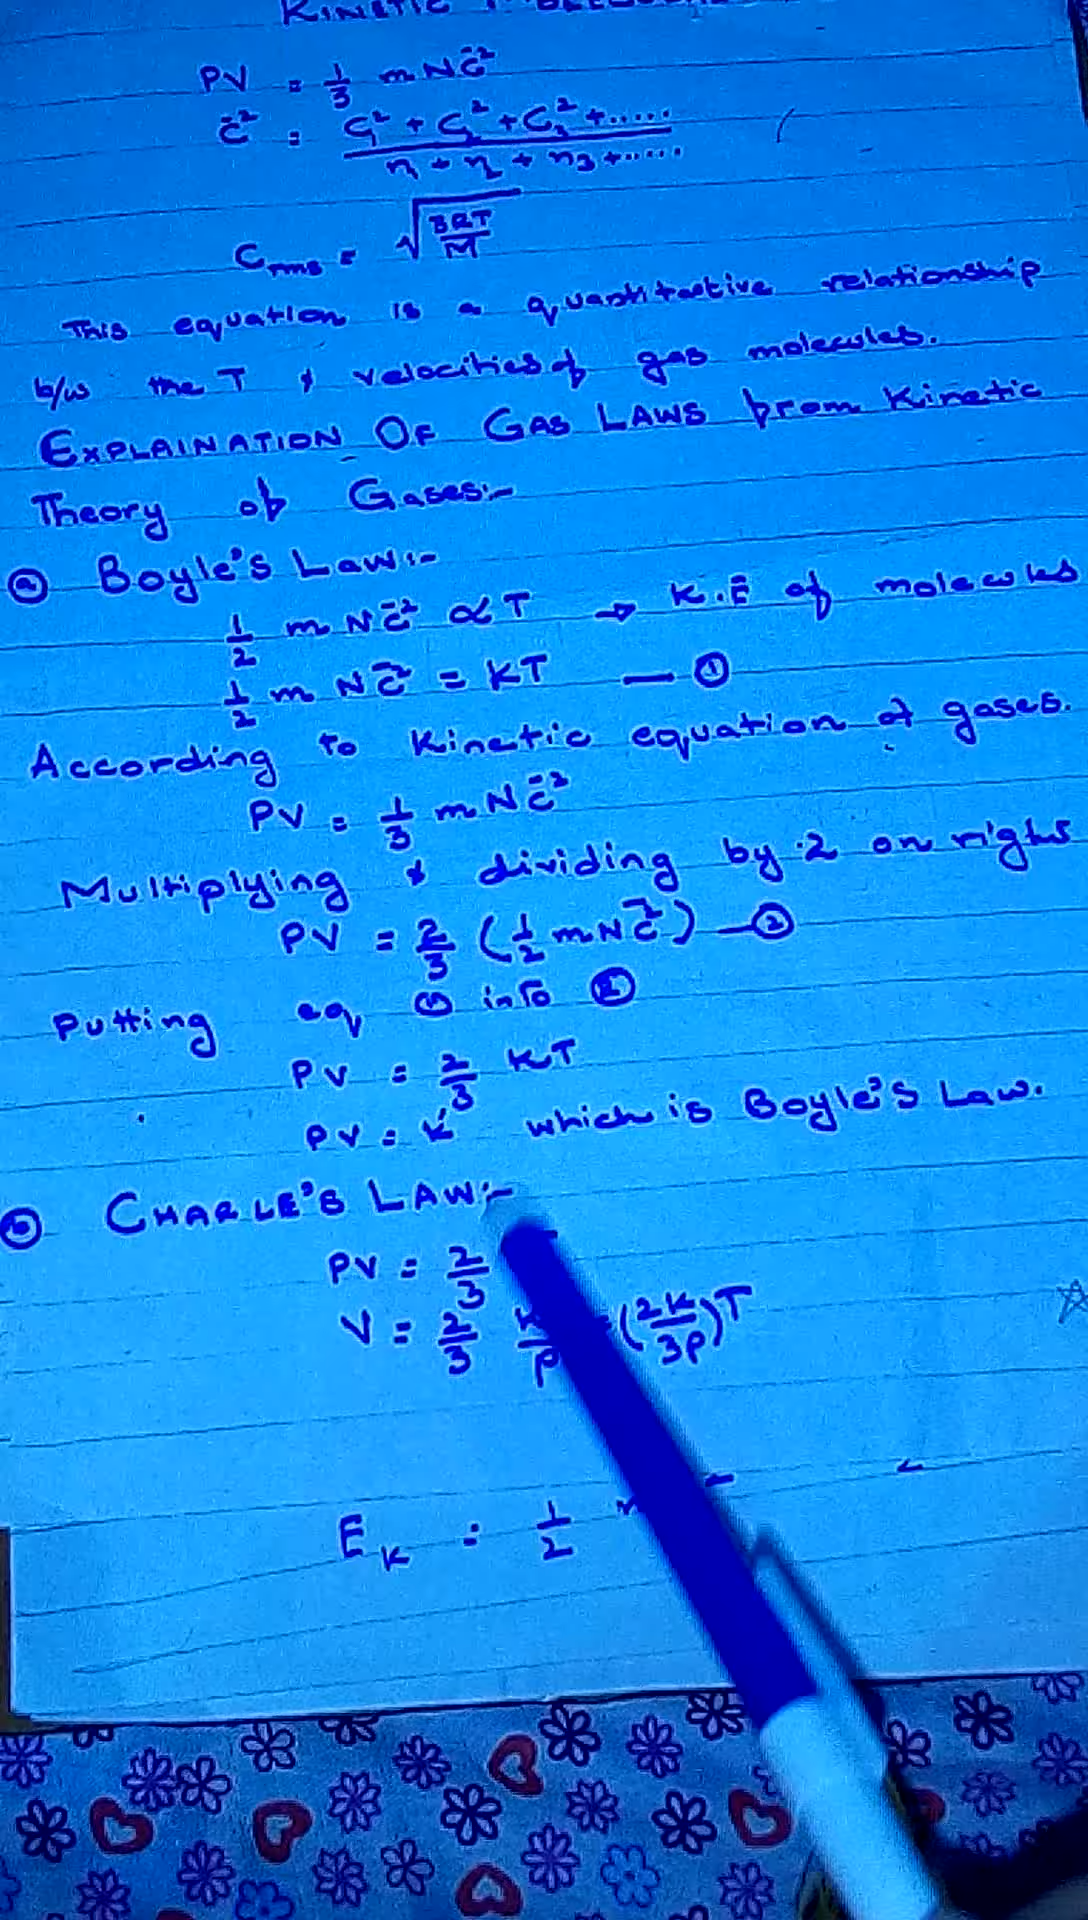 KINETIC
PV = 1/3 mNc̄²
c̄² = C₁² + C₂² + C₃² + ..... / n₁ + n₂ + n₃ + .....
Crms = √(3RT/M)
This equation is a quantitative relationship
b/w the T & velocities of gas molecules.
EXPLAINATION OF GAS LAWS from Kinetic
Theory of Gases:-
ⓐ Boyle's Law:-
1/2 mNc̄² ∝ T → K.E of molecules
1/2 mNc̄² = KT — ①
According to Kinetic equation of gases.
PV = 1/3 mNc̄²
Multiplying & dividing by 2 on right
PV = 2/3 (1/2 mNc̄²) — ②
Putting eq ① into ②
PV = 2/3 KT
PV = K' which is Boyle's Law.
ⓑ CHARLE'S LAW:-
PV = 2/3
V = 2/3 K/P = (2K/3P)T
Eₖ = 1/2